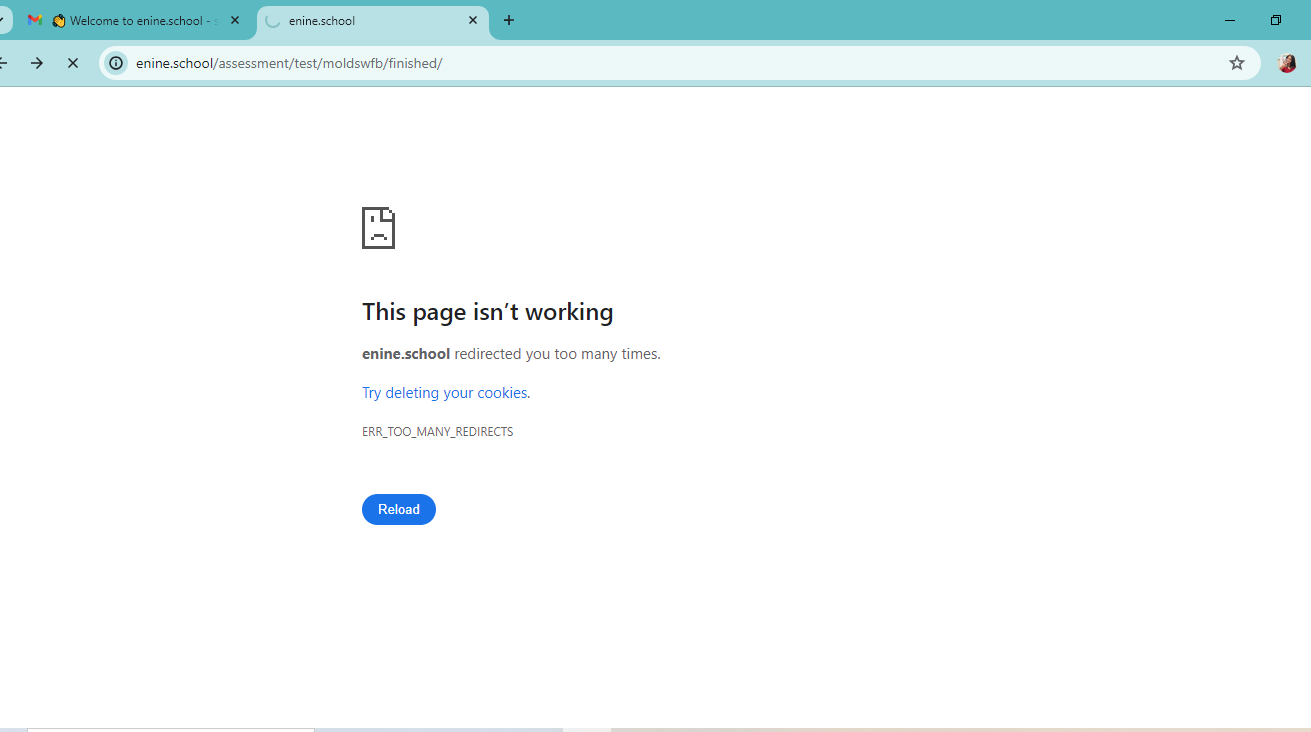 Welcome to enine.school - s
enine.school
enine.school/assessment/test/moldswfb/finished/
This page isn’t working
enine.school redirected you too many times.
Try deleting your cookies.
ERR_TOO_MANY_REDIRECTS
Reload